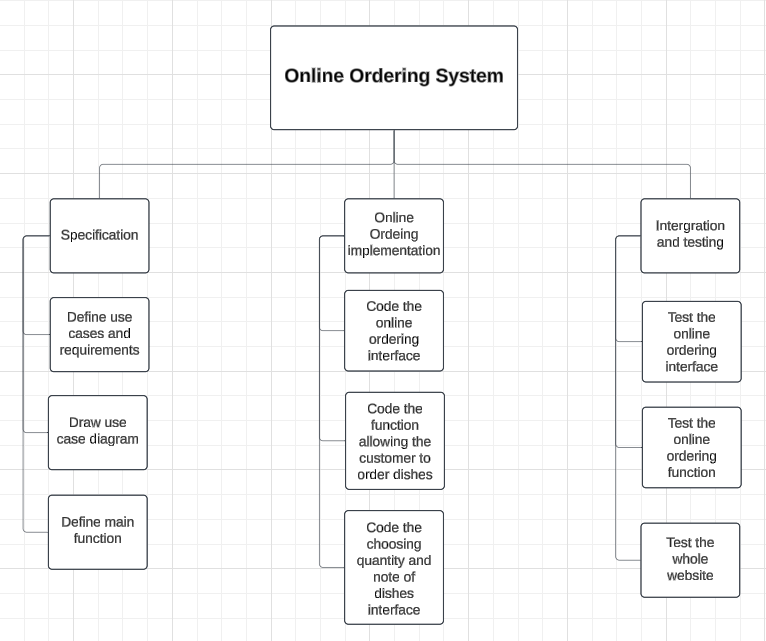 Online Ordering System
Specification
Define use
cases and
requirements
Draw use
case diagram
Define main
function
Online
Ordeing
implementation
Code the
online
ordering
interface
Code the
function
allowing the
customer to
order dishes
Code the
choosing
quantity and
note of
dishes
interface
Intergration
and testing
Test the
online
ordering
interface
Test the
online
ordering
function
Test the
whole
website